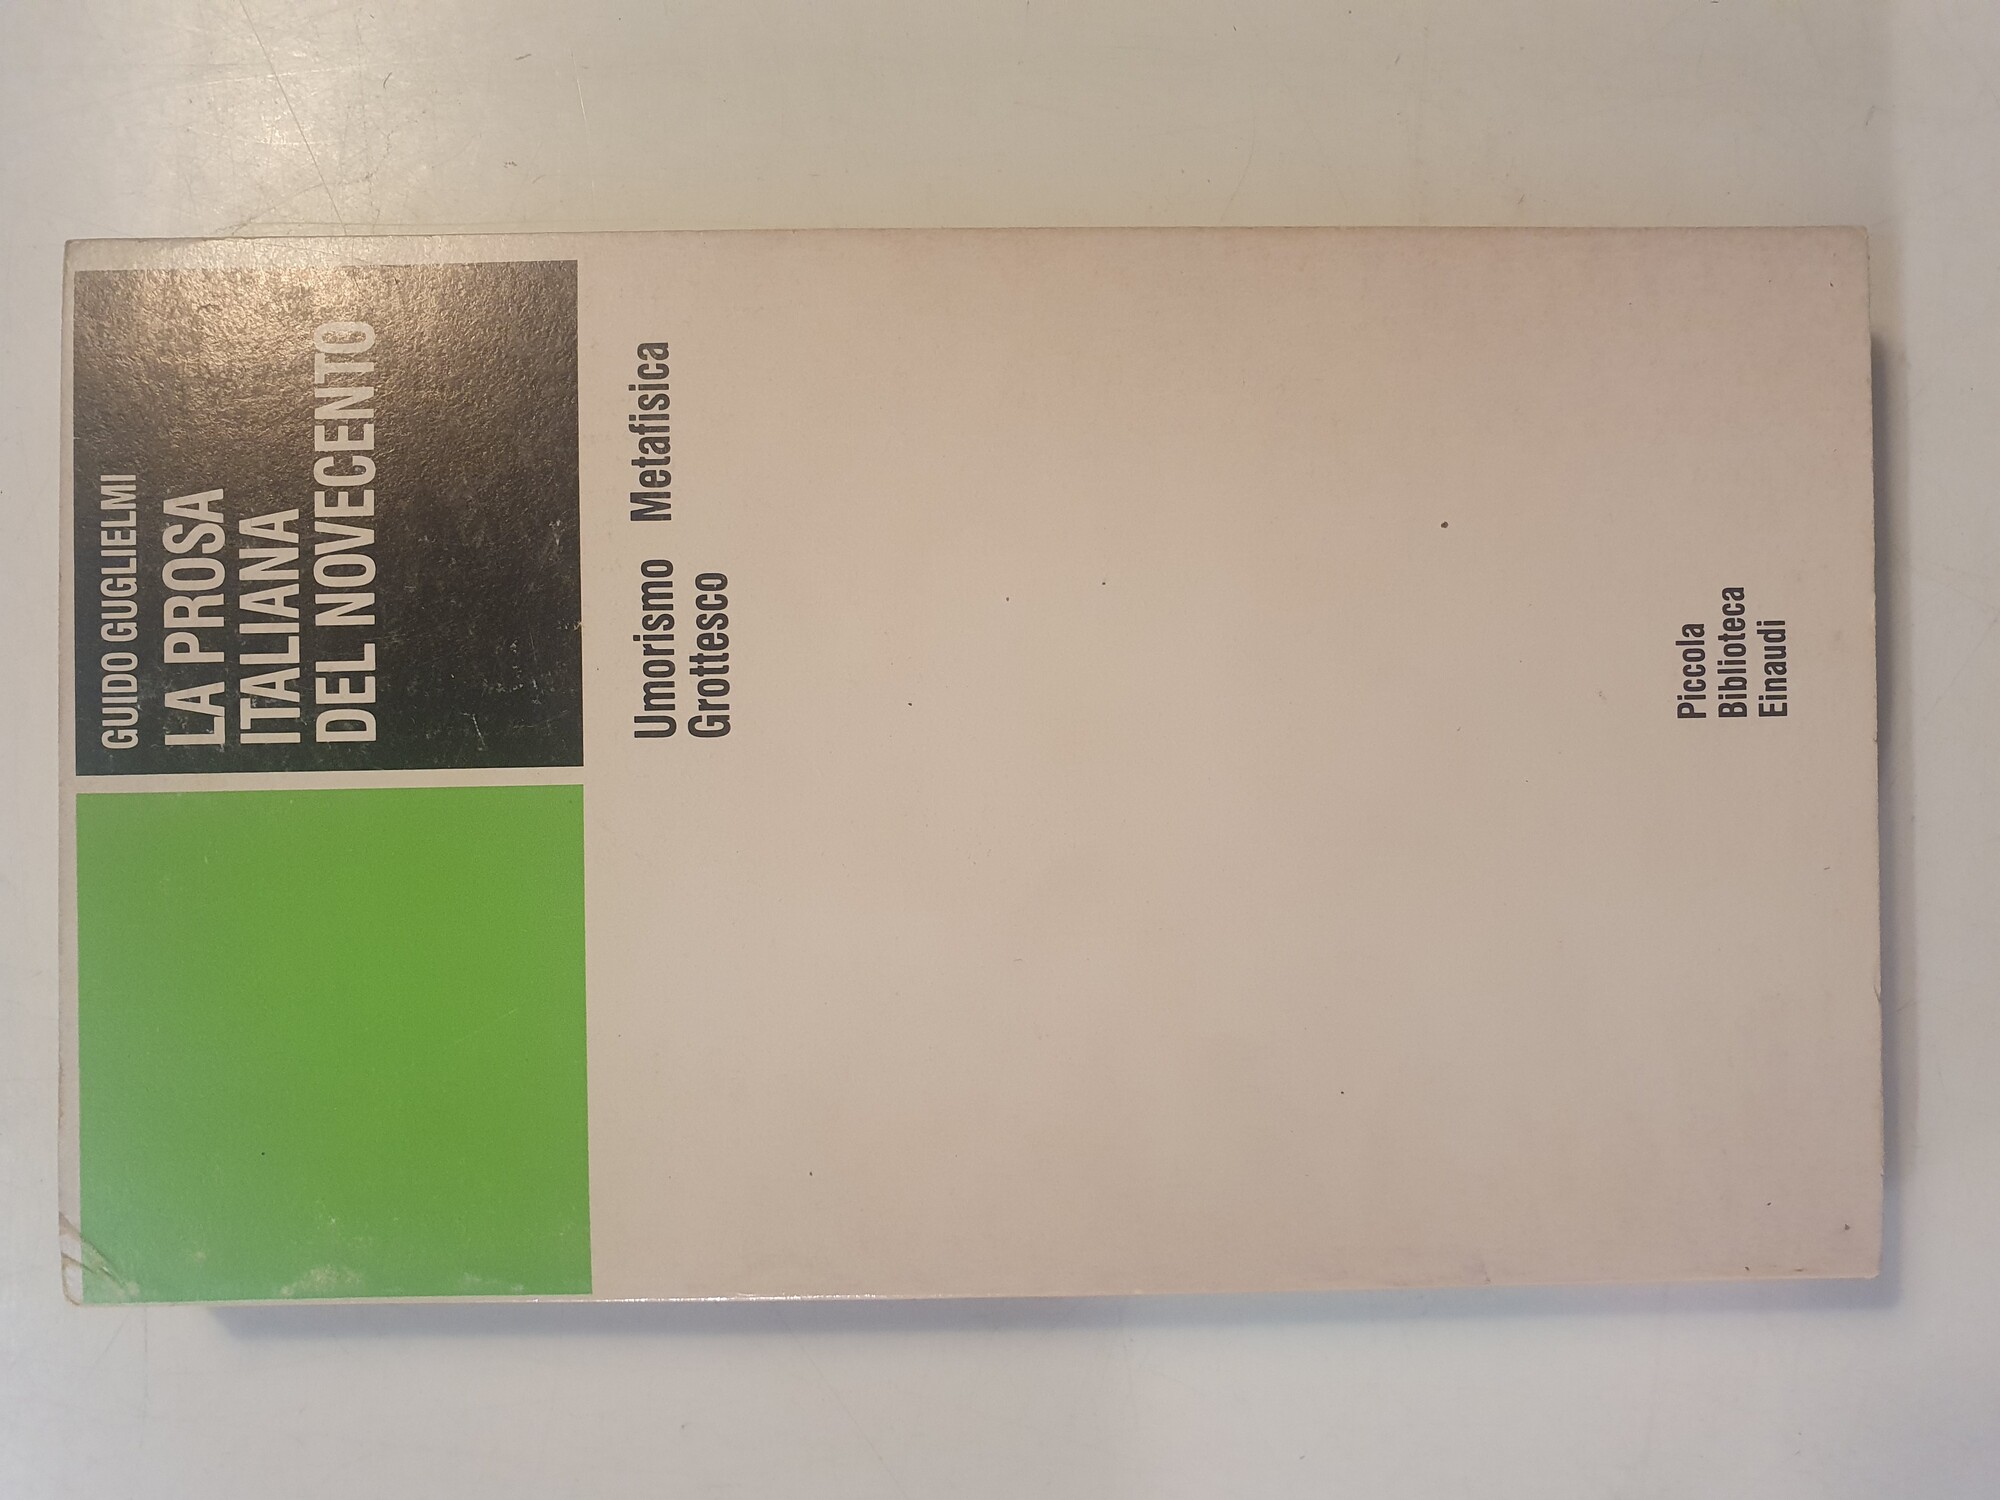 GUIDO GUGLIELMI
LA PROSA
ITALIANA
DEL NOVECENTO
Umorismo Metafisica
Grottesco
Piccola
Biblioteca
Einaudi